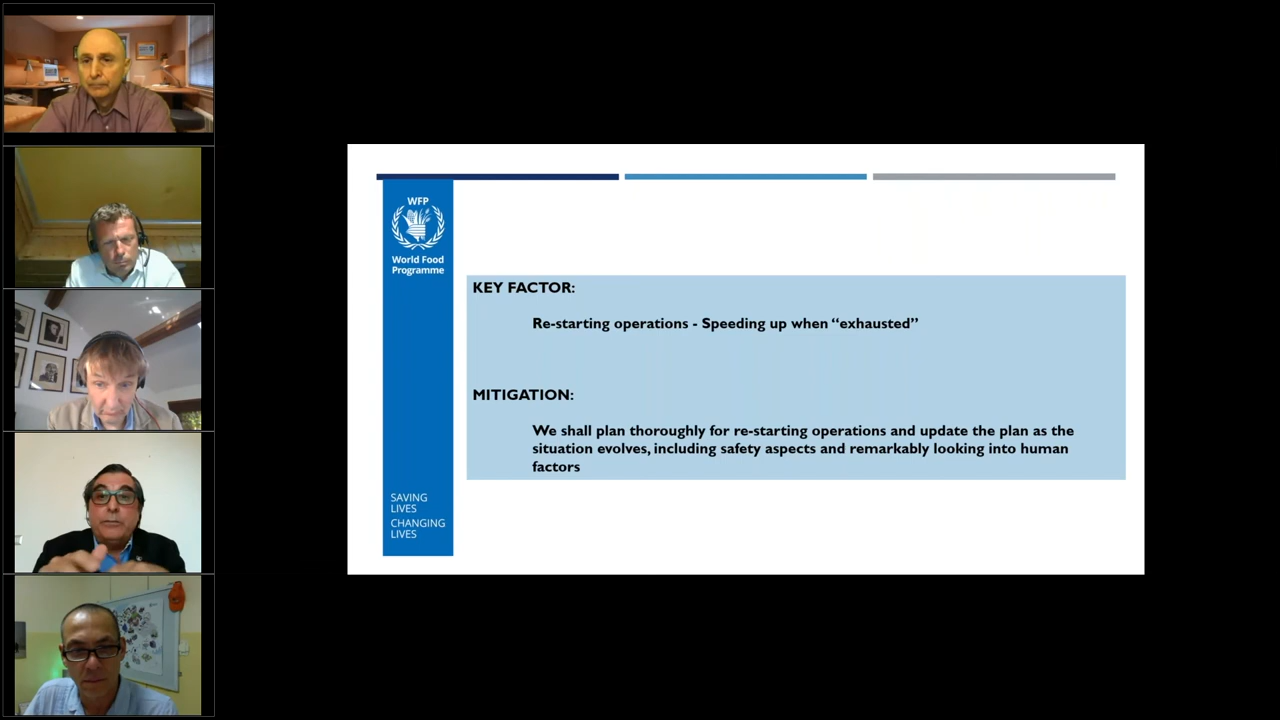 WFP
World Food
Programme
KEY FACTOR:
Re-starting operations - Speeding up when “exhausted”
MITIGATION:
We shall plan thoroughly for re-starting operations and update the plan as the
situation evolves, including safety aspects and remarkably looking into human
factors
SAVING
LIVES
CHANGING
LIVES